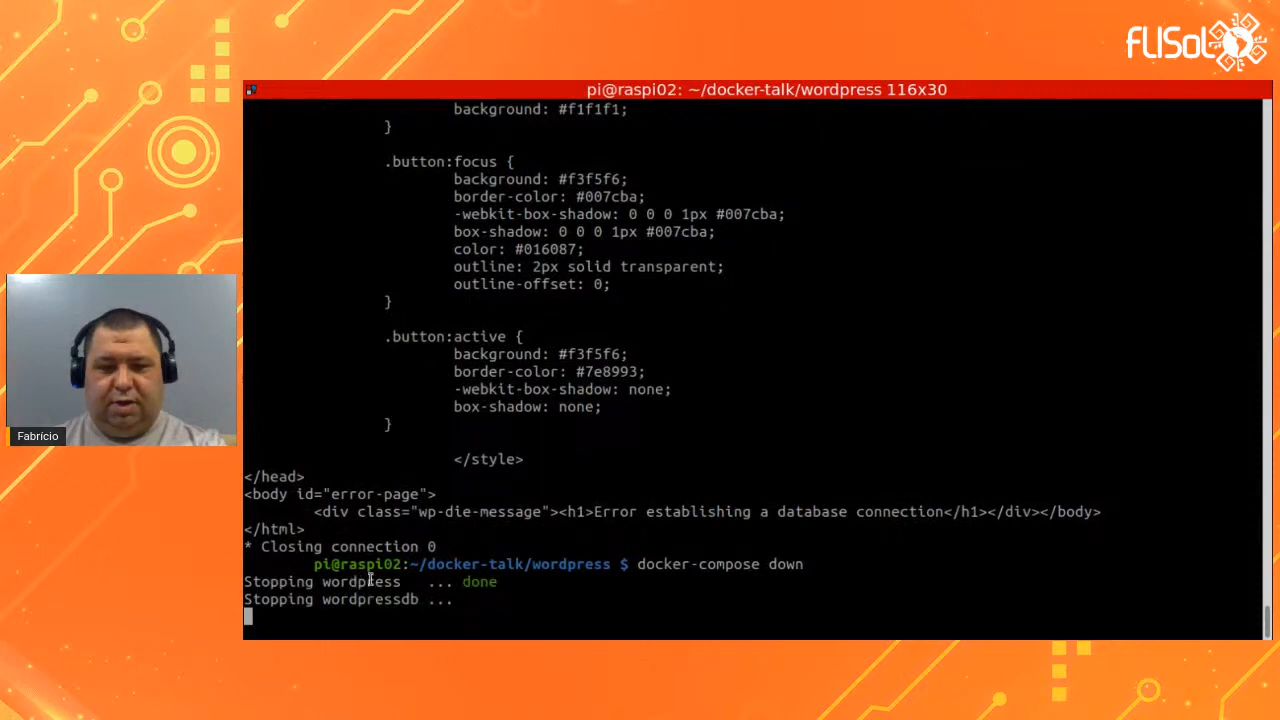 FLISoL
pi@raspi02: ~/docker-talk/wordpress 116x30
background: #f1f1f1;
}
.button:focus {
background: #f3f5f6;
border-color: #007cba;
-webkit-box-shadow: 0 0 0 1px #007cba;
box-shadow: 0 0 0 1px #007cba;
color: #016087;
outline: 2px solid transparent;
outline-offset: 0;
}
.button:active {
background: #f3f5f6;
border-color: #7e8993;
-webkit-box-shadow: none;
box-shadow: none;
}
</style>
</head>
<body id="error-page">
<div class="wp-die-message"><h1>Error establishing a database connection</h1></div></body>
</html>
* Closing connection 0
pi@raspi02:~/docker-talk/wordpress $ docker-compose down
Stopping wordpress ... done
Stopping wordpressdb ...
Fabrício